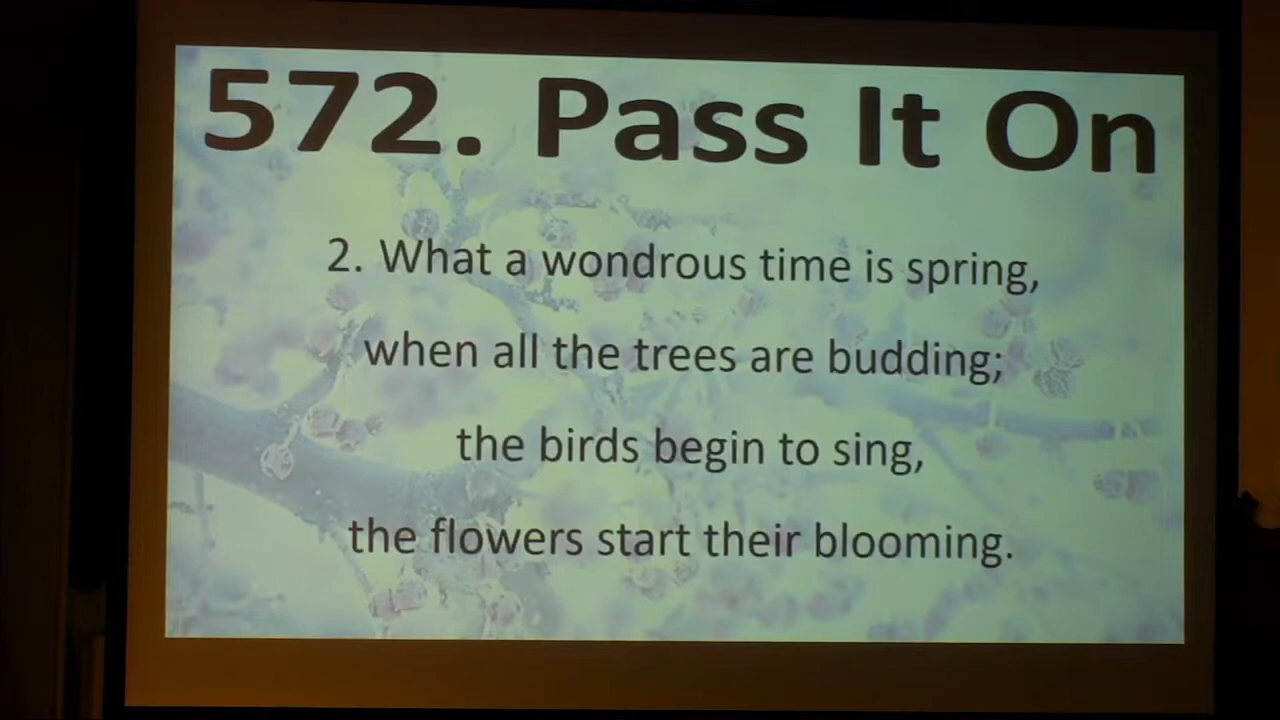 572. Pass It On
2. What a wondrous time is spring,
when all the trees are budding;
the birds begin to sing,
the flowers start their blooming.